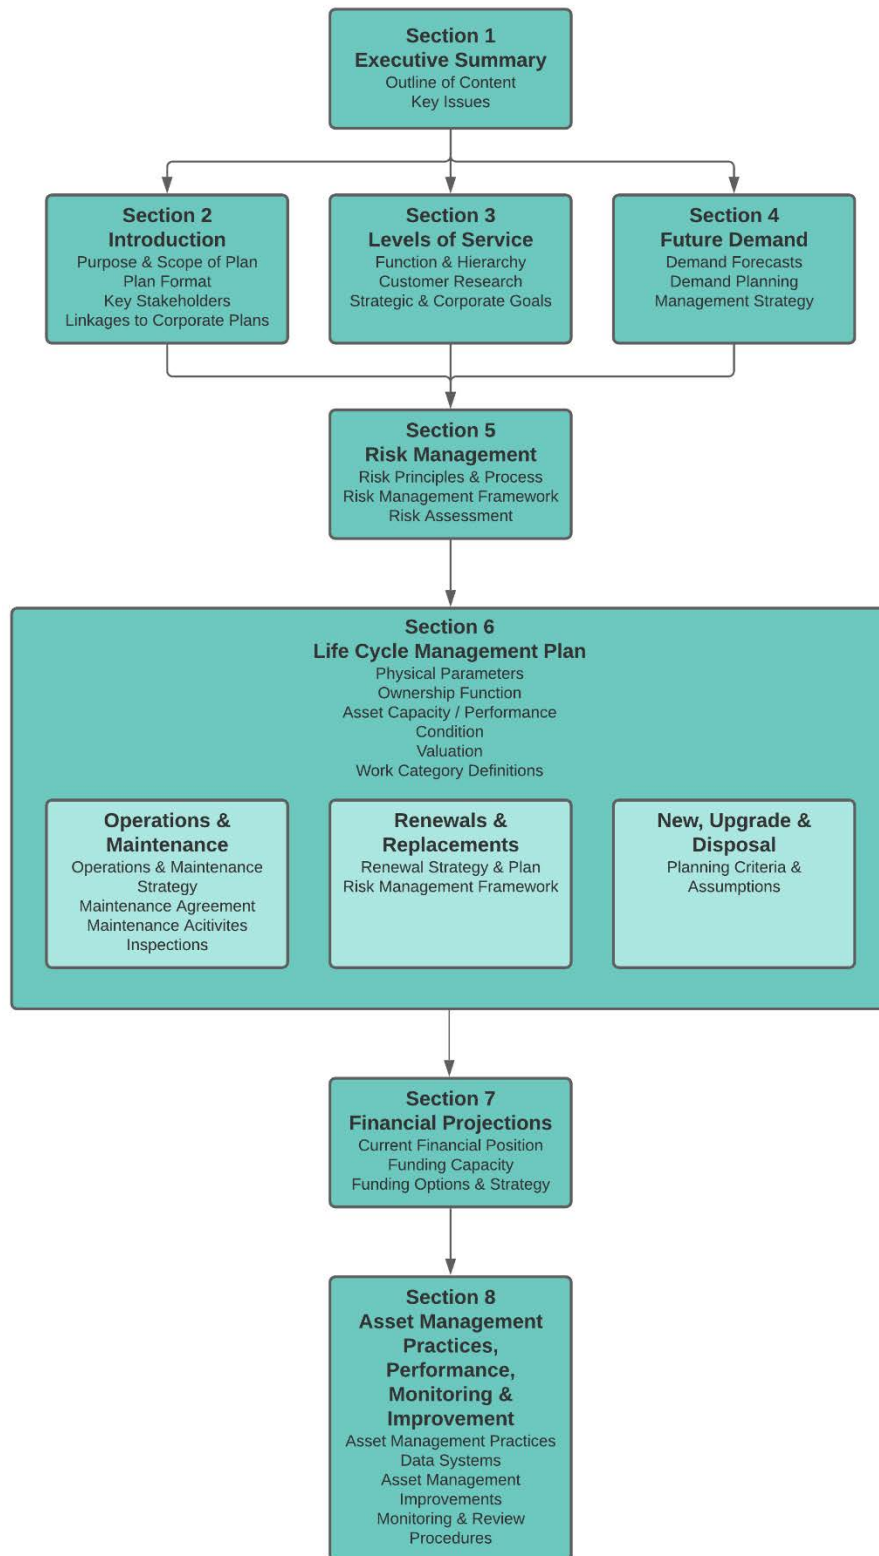 Section 1
Executive Summary
Outline of Content
Key Issues
Section 2
Introduction
Purpose & Scope of Plan
Plan Format
Key Stakeholders
Linkages to Corporate Plans
Section 3
Levels of Service
Function & Hierarchy
Customer Research
Strategic & Corporate Goals
Section 4
Future Demand
Demand Forecasts
Demand Planning
Management Strategy
Section 5
Risk Management
Risk Principles & Process
Risk Management Framework
Risk Assessment
Section 6
Life Cycle Management Plan
Physical Parameters
Ownership Function
Asset Capacity / Performance
Condition
Valuation
Work Category Definitions
Operations &
Maintenance
Operations & Maintenance
Strategy
Maintenance Agreement
Maintenance Acitivites
Inspections
Renewals &
Replacements
Renewal Strategy & Plan
Risk Management Framework
New, Upgrade &
Disposal
Planning Criteria &
Assumptions
Section 7
Financial Projections
Current Financial Position
Funding Capacity
Funding Options & Strategy
Section 8
Asset Management
Practices,
Performance,
Monitoring &
Improvement
Asset Management Practices
Data Systems
Asset Management
Improvements
Monitoring & Review
Procedures